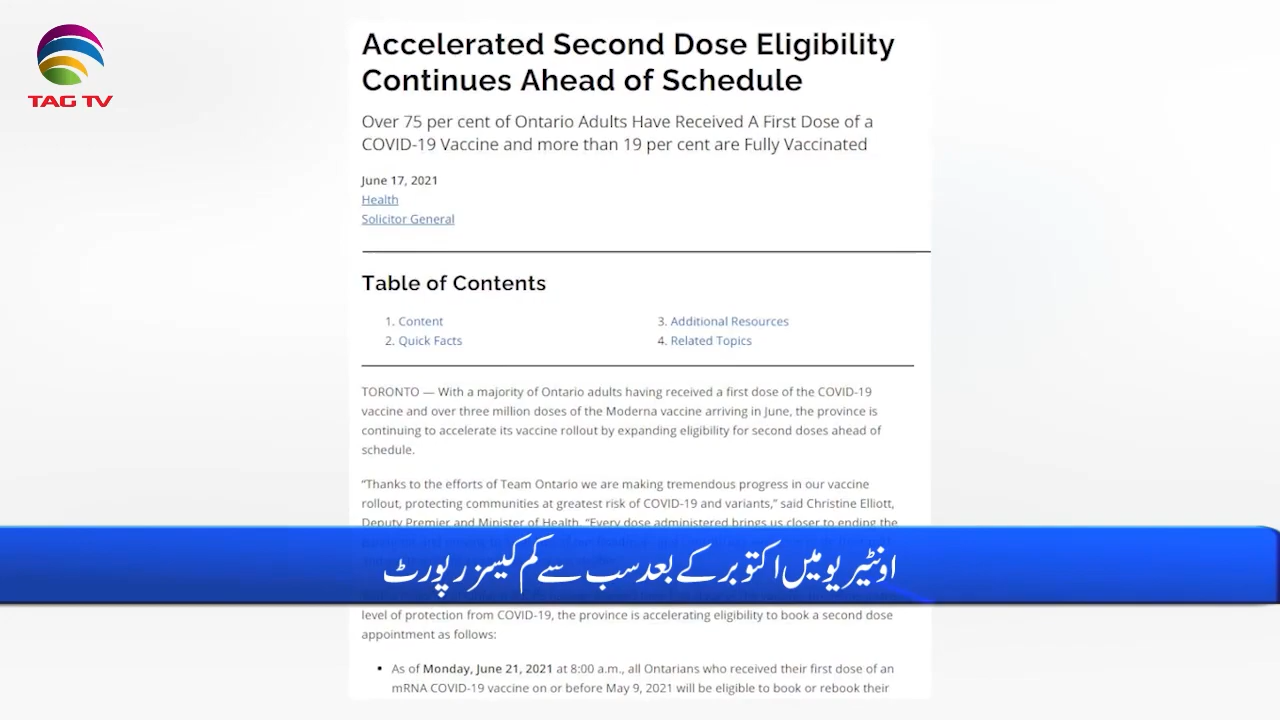 TAG TV
Accelerated Second Dose Eligibility
Continues Ahead of Schedule
Over 75 per cent of Ontario Adults Have Received A First Dose of a
COVID-19 Vaccine and more than 19 per cent are Fully Vaccinated
June 17, 2021
Health
Solicitor General
Table of Contents
1. Content
2. Quick Facts
3. Additional Resources
4. Related Topics
TORONTO — With a majority of Ontario adults having received a first dose of the COVID-19
vaccine and over three million doses of the Moderna vaccine arriving in June, the province is
continuing to accelerate its vaccine rollout by expanding eligibility for second doses ahead of
schedule.
“Thanks to the efforts of Team Ontario we are making tremendous progress in our vaccine
rollout, protecting communities at greatest risk of COVID-19 and variants,” said Christine Elliott,
Deputy Premier and Minister of Health. “Every dose administered brings us closer to ending the
اونٹیریو میں اکتوبر کے بعد سب سے کم کیسز رپورٹ
level of protection from COVID-19, the province is accelerating eligibility to book a second dose
appointment as follows:
• As of Monday, June 21, 2021 at 8:00 a.m., all Ontarians who received their first dose of an
mRNA COVID-19 vaccine on or before May 9, 2021 will be eligible to book or rebook their